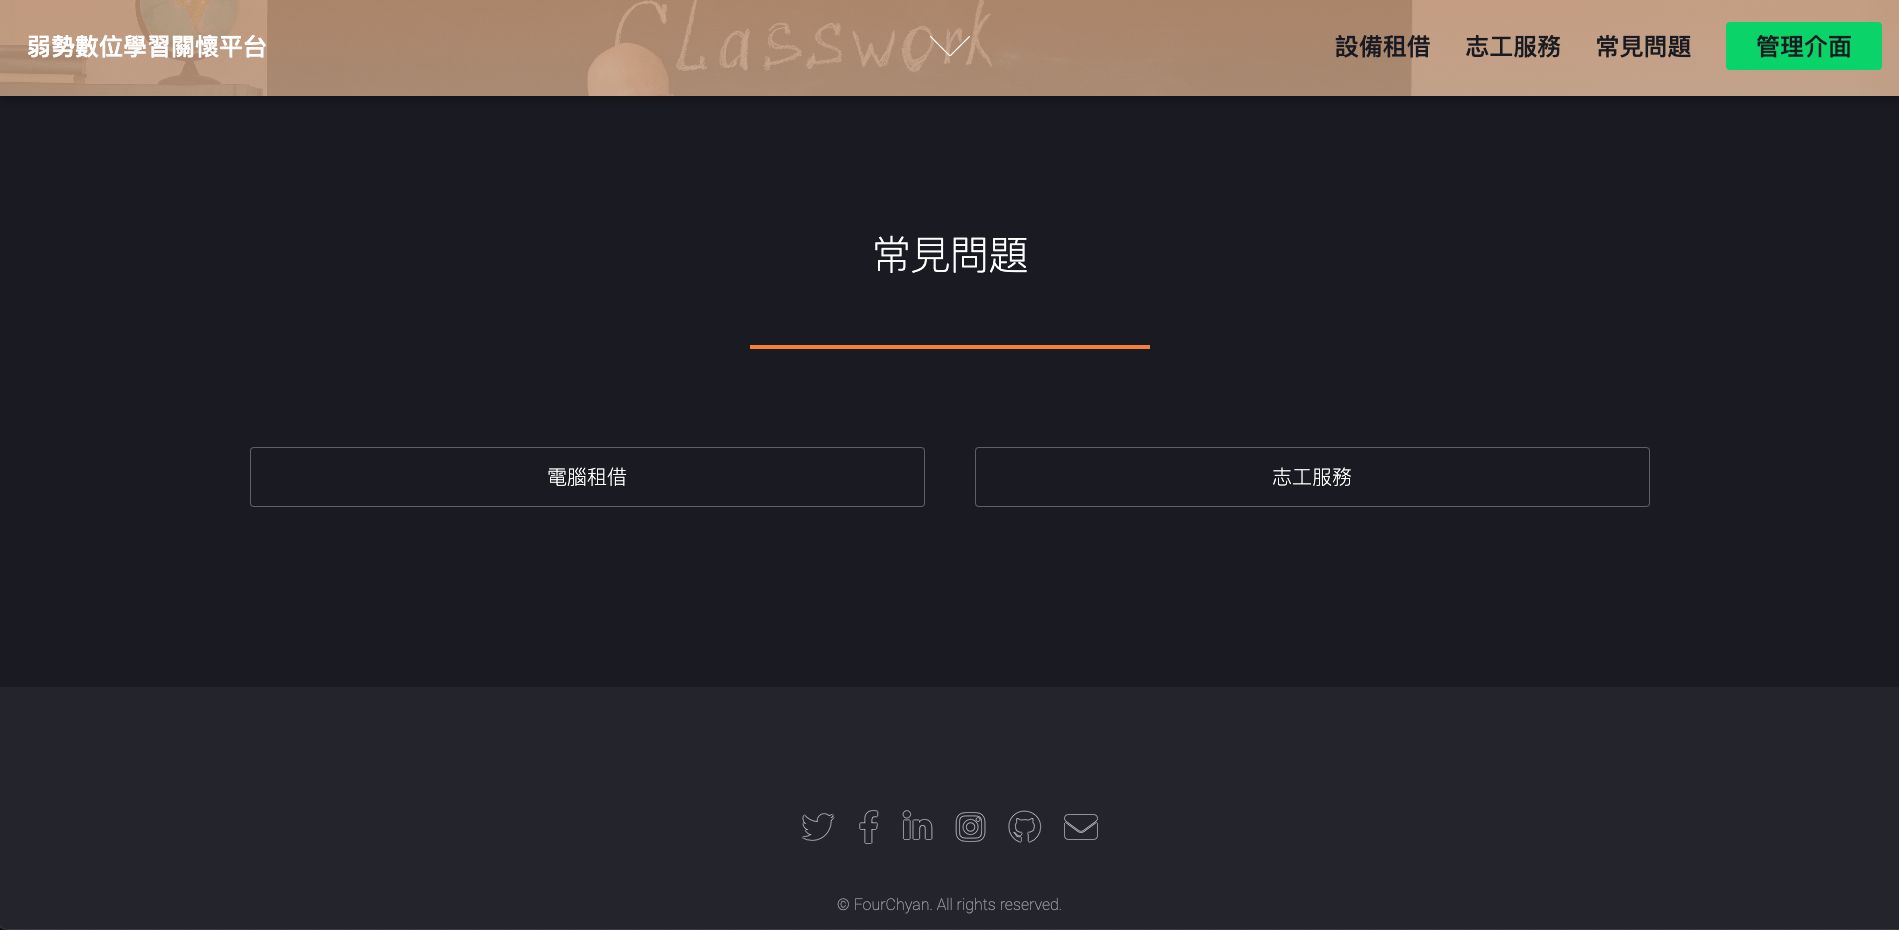 弱勢數位學習關懷平台
Classwork
設備租借
志工服務
常見問題
管理介面
常見問題
電腦租借
志工服務
© FourChyan. All rights reserved.